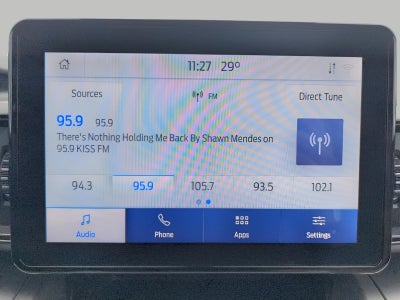 11:27 29°
Sources FM Direct Tune
95.9 95.9
There's Nothing Holding Me Back By Shawn Mendes on
95.9 KISS FM
94.3 95.9 105.7 93.5 102.1
Audio Phone Apps Settings